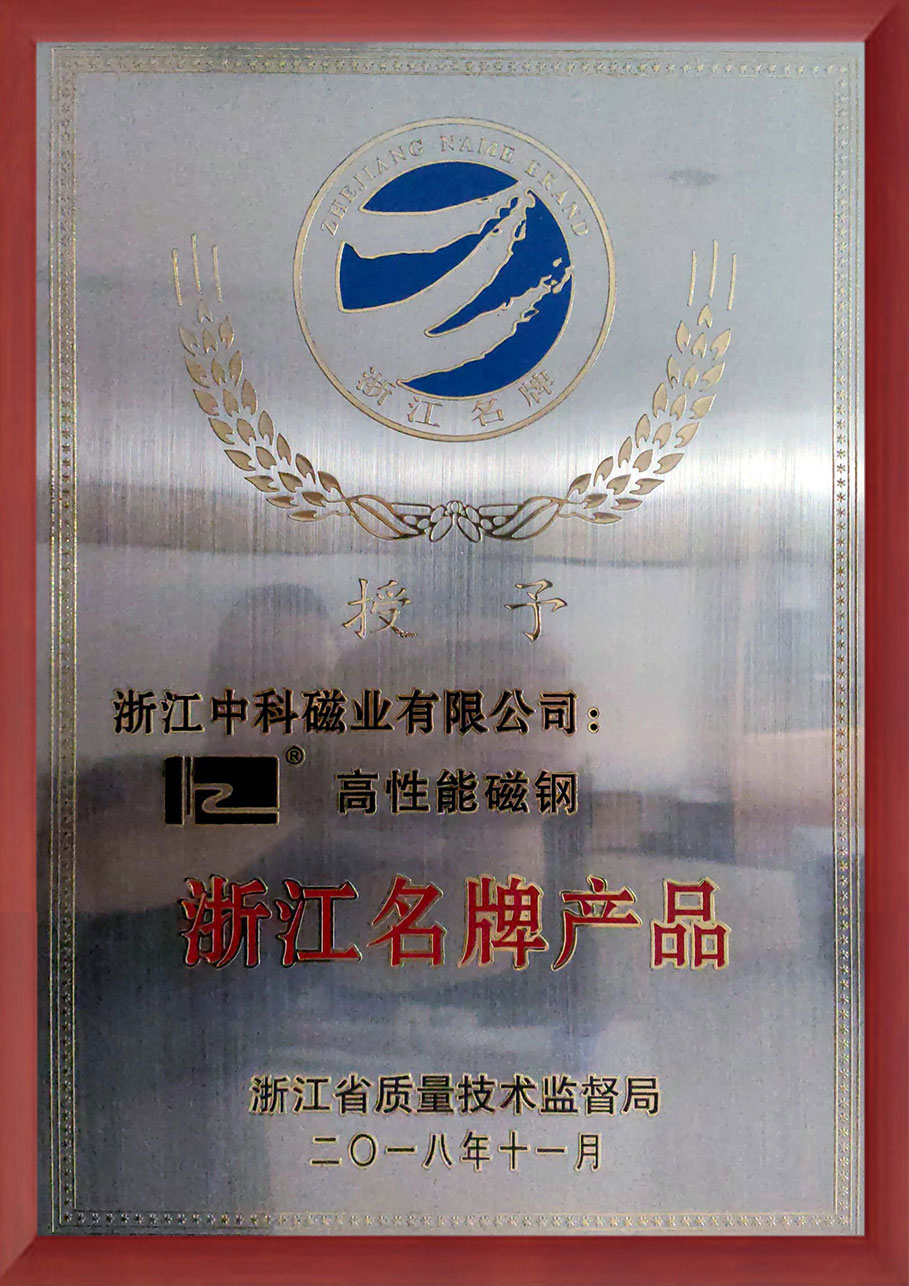 ZHEJIANG NAME BRAND
浙江名牌
授 予
浙江中科磁业有限公司：
® 高性能磁钢
浙江名牌产品
浙江省质量技术监督局
二〇一八年十一月